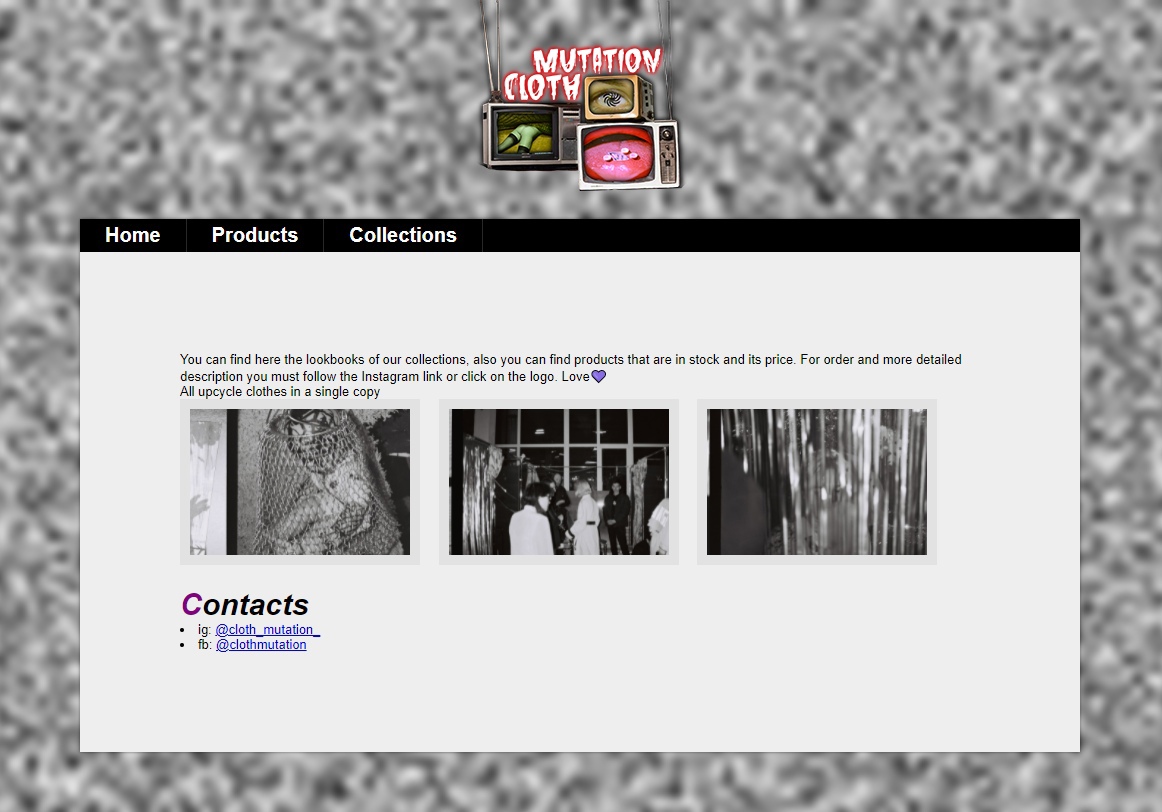 MUTATION
CLOTH
Home Products Collections
You can find here the lookbooks of our collections, also you can find products that are in stock and its price. For order and more detailed
description you must follow the Instagram link or click on the logo. Love💜
All upcycle clothes in a single copy
Contacts
• ig: @cloth_mutation_
• fb: @clothmutation